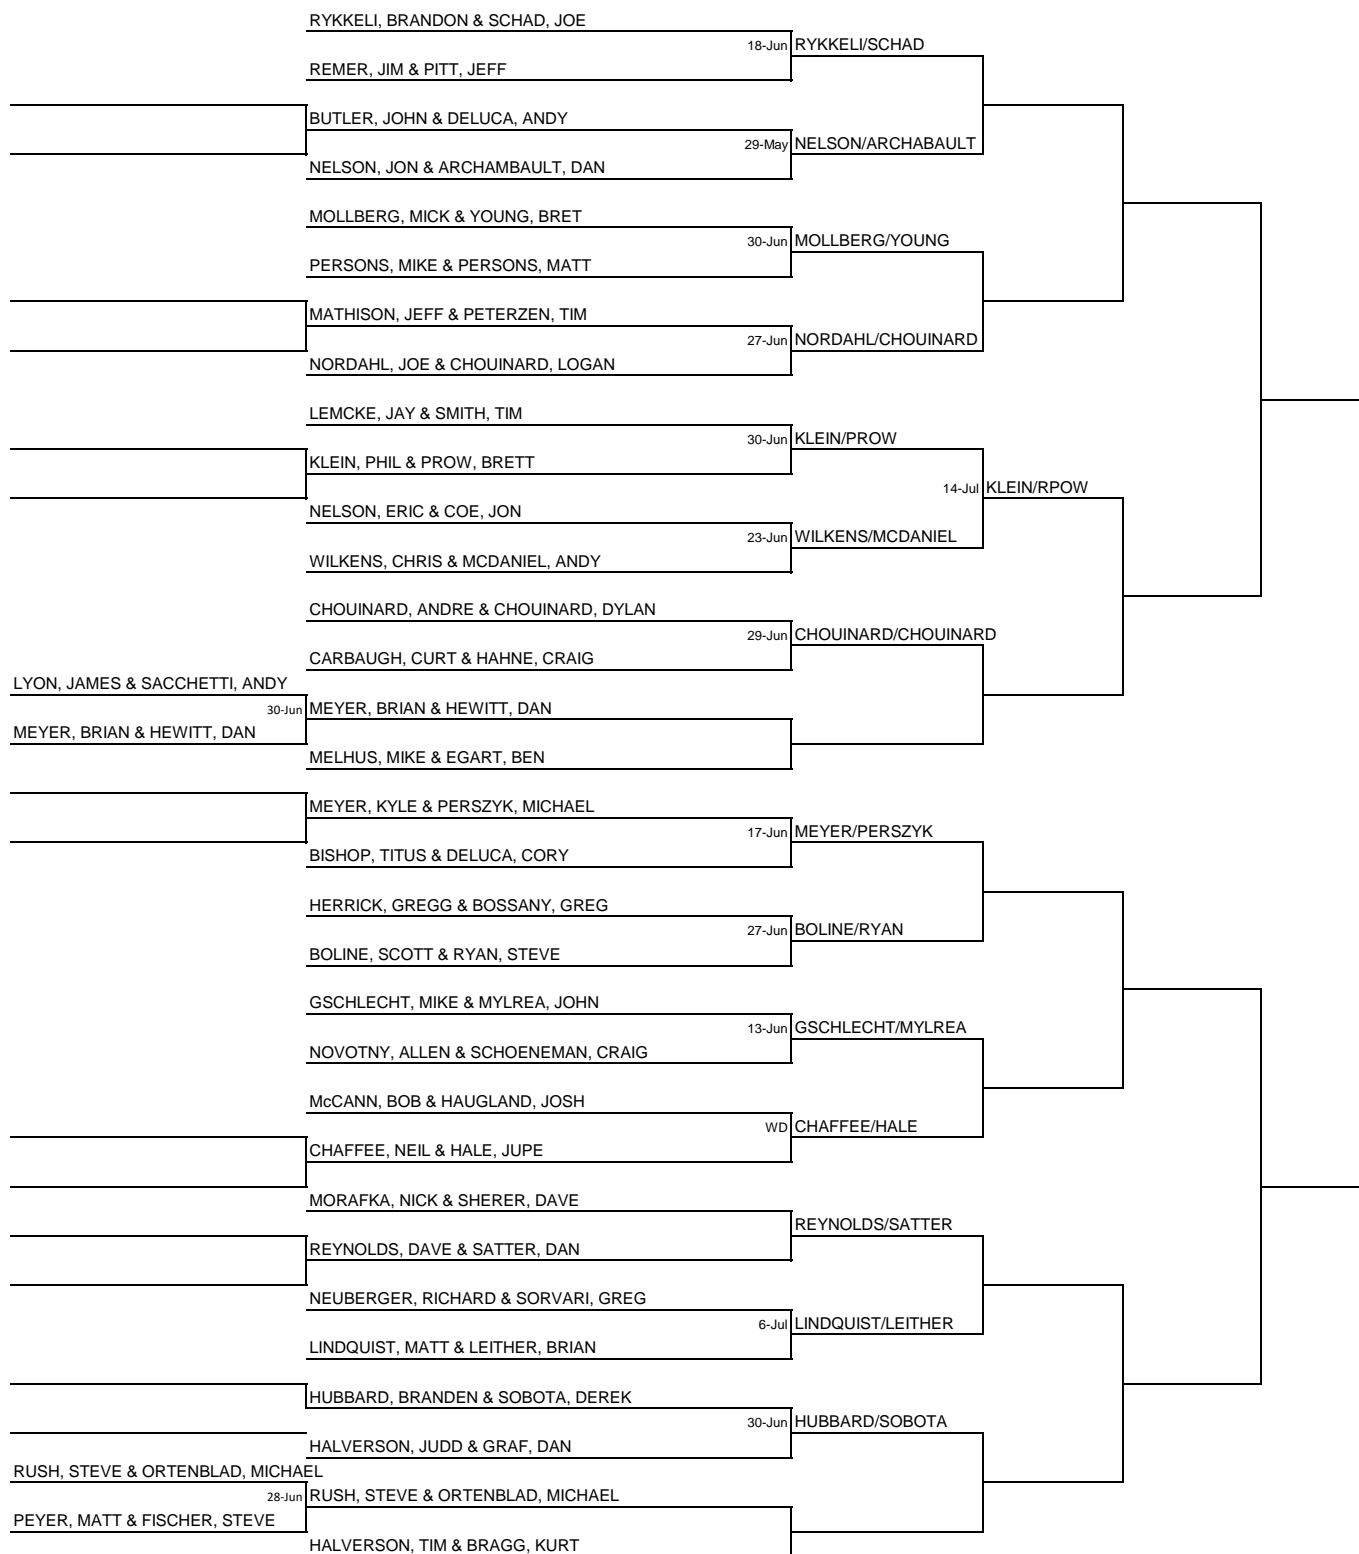 RYKKELI, BRANDON & SCHAD, JOE
18-Jun RYKKELI/SCHAD
REMER, JIM & PITT, JEFF
BUTLER, JOHN & DELUCA, ANDY
29-May NELSON/ARCHABAULT
NELSON, JON & ARCHAMBAULT, DAN
MOLLBERG, MICK & YOUNG, BRET
30-Jun MOLLBERG/YOUNG
PERSONS, MIKE & PERSONS, MATT
MATHISON, JEFF & PETERZEN, TIM
27-Jun NORDAHL/CHOUINARD
NORDAHL, JOE & CHOUINARD, LOGAN
LEMCKE, JAY & SMITH, TIM
30-Jun KLEIN/PROW
KLEIN, PHIL & PROW, BRETT
14-Jul KLEIN/RPOW
NELSON, ERIC & COE, JON
23-Jun WILKENS/MCDANIEL
WILKENS, CHRIS & MCDANIEL, ANDY
CHOUINARD, ANDRE & CHOUINARD, DYLAN
29-Jun CHOUINARD/CHOUINARD
CARBAUGH, CURT & HAHNE, CRAIG
LYON, JAMES & SACCHETTI, ANDY
30-Jun MEYER, BRIAN & HEWITT, DAN
MEYER, BRIAN & HEWITT, DAN
MELHUS, MIKE & EGART, BEN
MEYER, KYLE & PERSZYK, MICHAEL
17-Jun MEYER/PERSZYK
BISHOP, TITUS & DELUCA, CORY
HERRICK, GREGG & BOSSANY, GREG
27-Jun BOLINE/RYAN
BOLINE, SCOTT & RYAN, STEVE
GSCHLECHT, MIKE & MYLREA, JOHN
13-Jun GSCHLECHT/MYLREA
NOVOTNY, ALLEN & SCHOENEMAN, CRAIG
McCANN, BOB & HAUGLAND, JOSH
WD CHAFFEE/HALE
CHAFFEE, NEIL & HALE, JUPE
MORAFKA, NICK & SHERER, DAVE
REYNOLDS/SATTER
REYNOLDS, DAVE & SATTER, DAN
NEUBERGER, RICHARD & SORVARI, GREG
6-Jul LINDQUIST/LEITHER
LINDQUIST, MATT & LEITHER, BRIAN
HUBBARD, BRANDEN & SOBOTA, DEREK
30-Jun HUBBARD/SOBOTA
HALVERSON, JUDD & GRAF, DAN
RUSH, STEVE & ORTENBLAD, MICHAEL
28-Jun RUSH, STEVE & ORTENBLAD, MICHAEL
PEYER, MATT & FISCHER, STEVE
HALVERSON, TIM & BRAGG, KURT